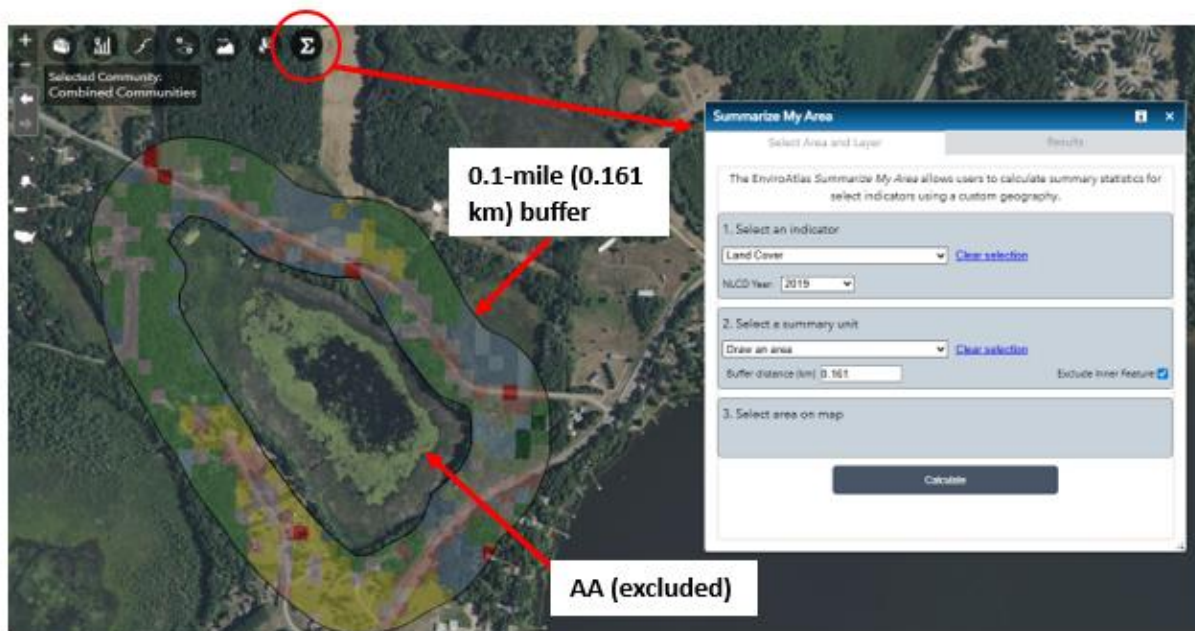 Σ
Selected Community:
Combined Communities
0.1-mile (0.161
km) buffer
AA (excluded)
Summarize My Area
Select Area and Layer
Results
The EnviroAtlas Summarize My Area allows users to calculate summary statistics for
select indicators using a custom geography.
1. Select an indicator
Land Cover
Clear selection
NLCD Year: 2019
2. Select a summary unit
Draw an area
Clear selection
Buffer distance (km) 0.161
Exclude Inner Feature
3. Select area on map
Calculate